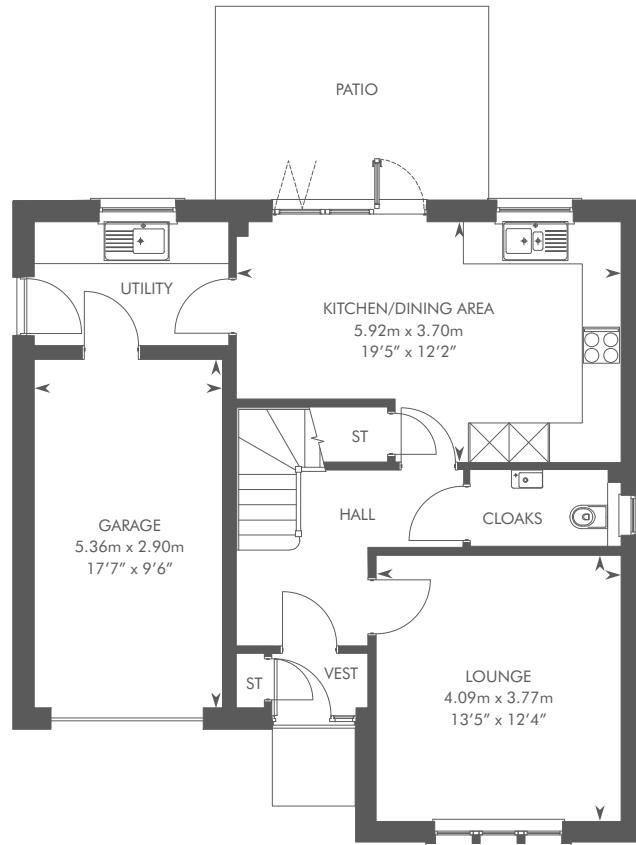 PATIO
UTILITY
KITCHEN/DINING AREA
5.92m x 3.70m
19’5” x 12’2”
ST
HALL
CLOAKS
GARAGE
5.36m x 2.90m
17’7” x 9’6”
ST
VEST
LOUNGE
4.09m x 3.77m
13’5” x 12’4”